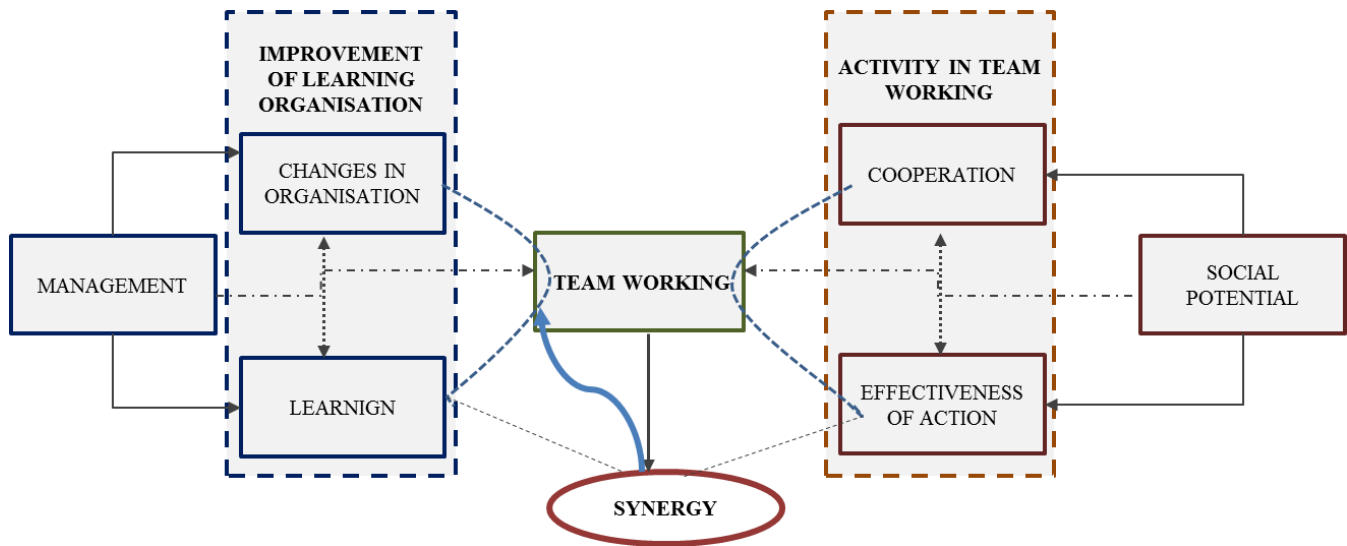 IMPROVEMENT
OF LEARNING
ORGANISATION
CHANGES IN
ORGANISATION
MANAGEMENT
LEARNIGN
TEAM WORKING
SYNERGY
ACTIVITY IN TEAM
WORKING
COOPERATION
EFFECTIVENESS
OF ACTION
SOCIAL
POTENTIAL